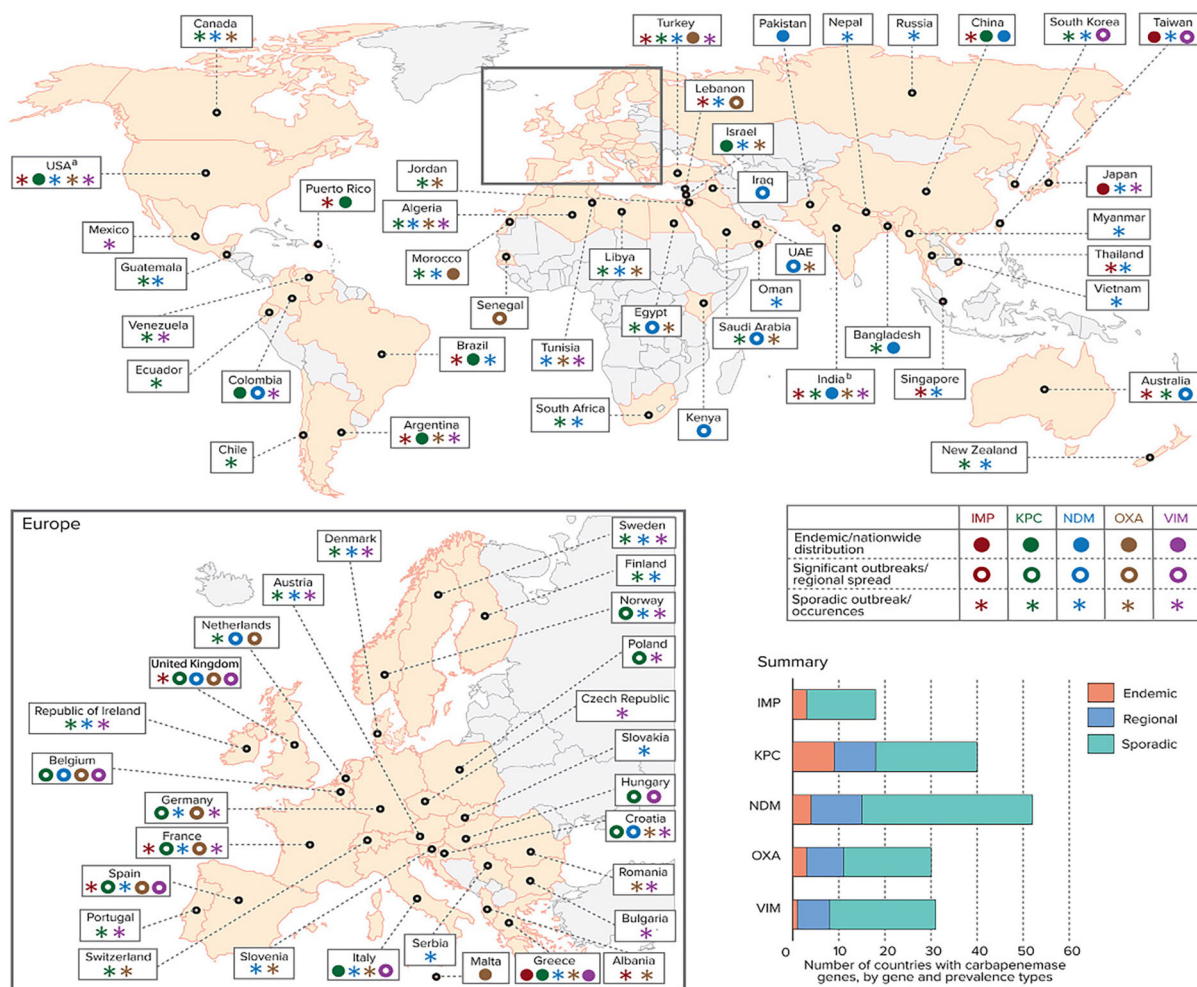 Canada
Turkey
Pakistan
Nepal
Russia
China
South Korea
Taiwan
Lebanon
Israel
USAᵃ
Puerto Rico
Jordan
Iraq
Japan
Algeria
Mexico
Myanmar
Morocco
Libya
UAE
Thailand
Guatemala
Senegal
Oman
Vietnam
Egypt
Saudi Arabia
Venezuela
Bangladesh
Brazil
Tunisia
Ecuador
Colombia
Indiaᵇ
Singapore
Australia
South Africa
Kenya
Argentina
Chile
New Zealand
Europe
Denmark
Sweden
Austria
Finland
Netherlands
Norway
United Kingdom
Poland
Republic of Ireland
Czech Republic
Belgium
Slovakia
Germany
Hungary
France
Croatia
Spain
Romania
Portugal
Bulgaria
Switzerland
Slovenia
Italy
Serbia
Malta
Greece
Albania
IMP KPC NDM OXA VIM
Endemic/nationwide
distribution
Significant outbreaks/
regional spread
Sporadic outbreak/
occurences
Summary
IMP
KPC
NDM
OXA
VIM
Endemic
Regional
Sporadic
0 10 20 30 40 50 60
Number of countries with carbapenemase
genes, by gene and prevalence types